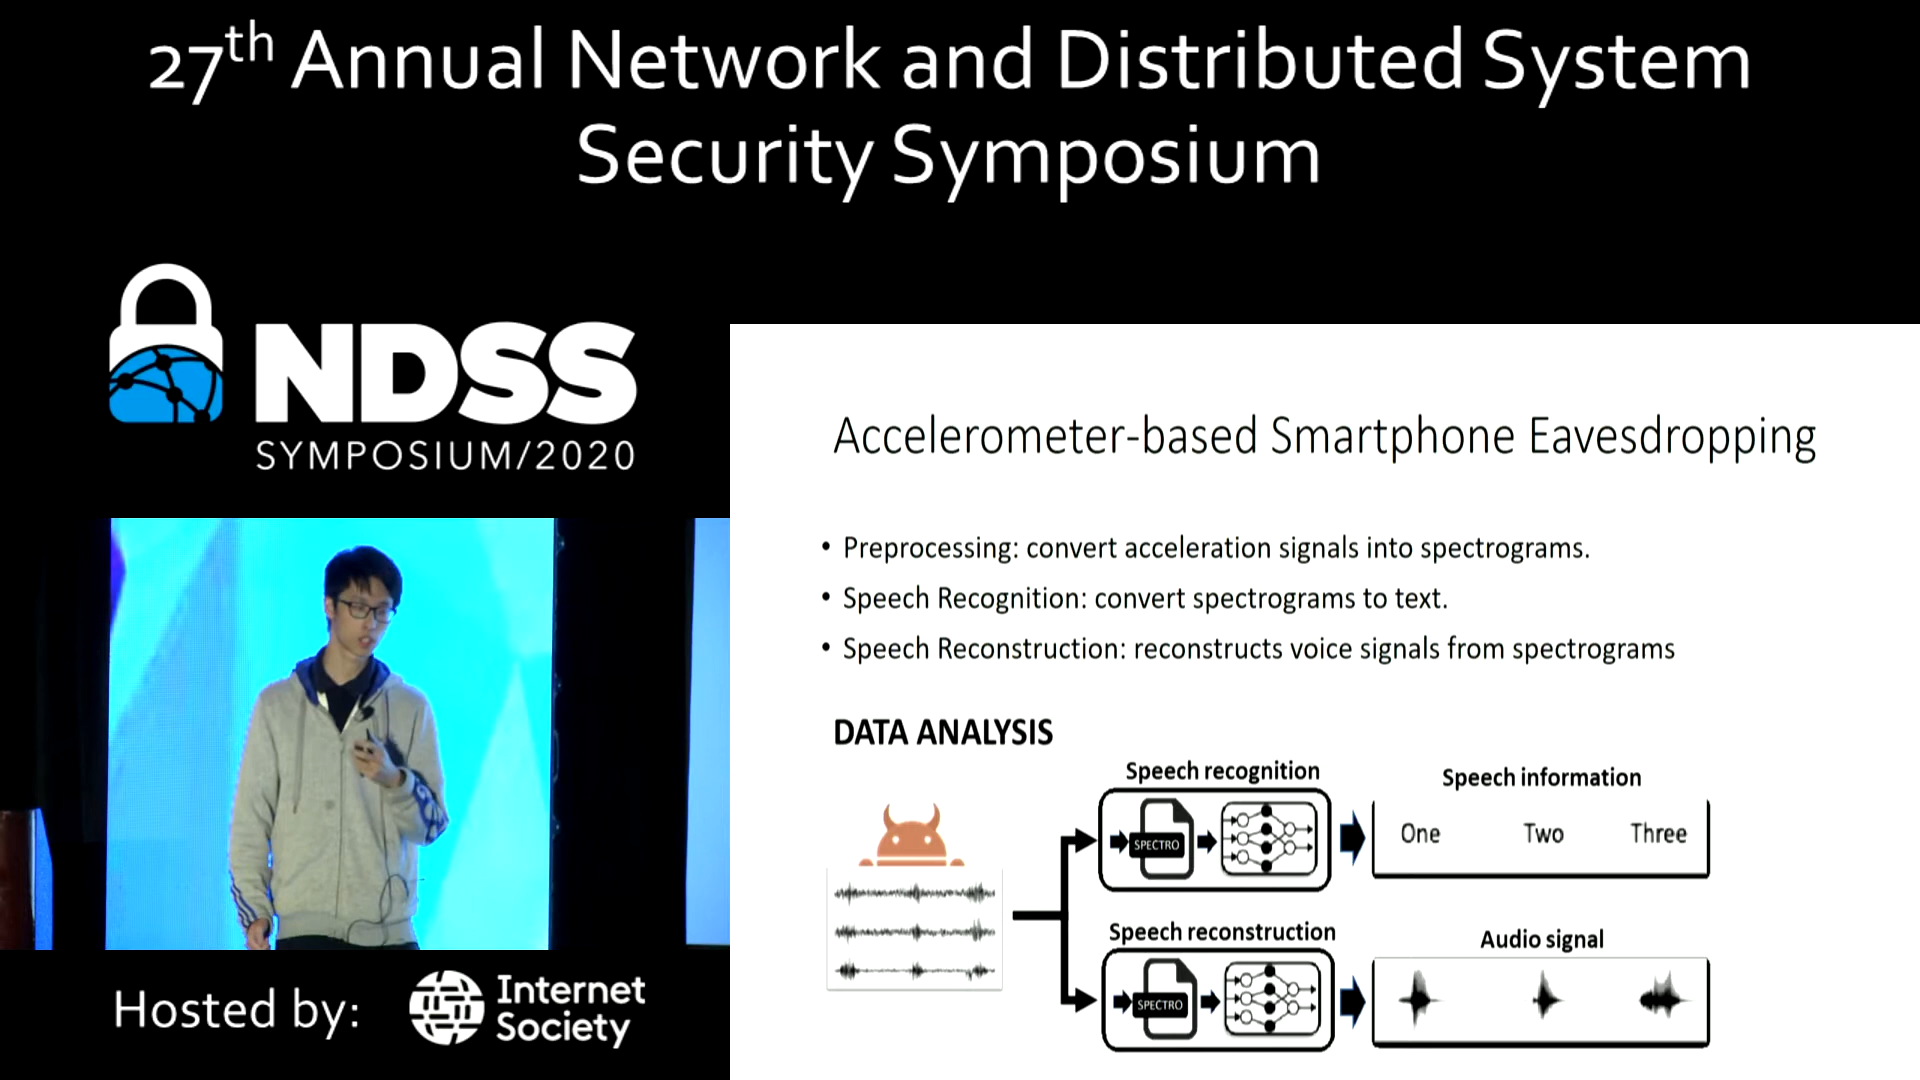 27th Annual Network and Distributed System
Security Symposium
NDSS
SYMPOSIUM/2020
Accelerometer-based Smartphone Eavesdropping
• Preprocessing: convert acceleration signals into spectrograms.
• Speech Recognition: convert spectrograms to text.
• Speech Reconstruction: reconstructs voice signals from spectrograms
DATA ANALYSIS
Speech recognition
SPECTRO
Speech information
One Two Three
Speech reconstruction
SPECTRO
Audio signal
Hosted by:
Internet
Society